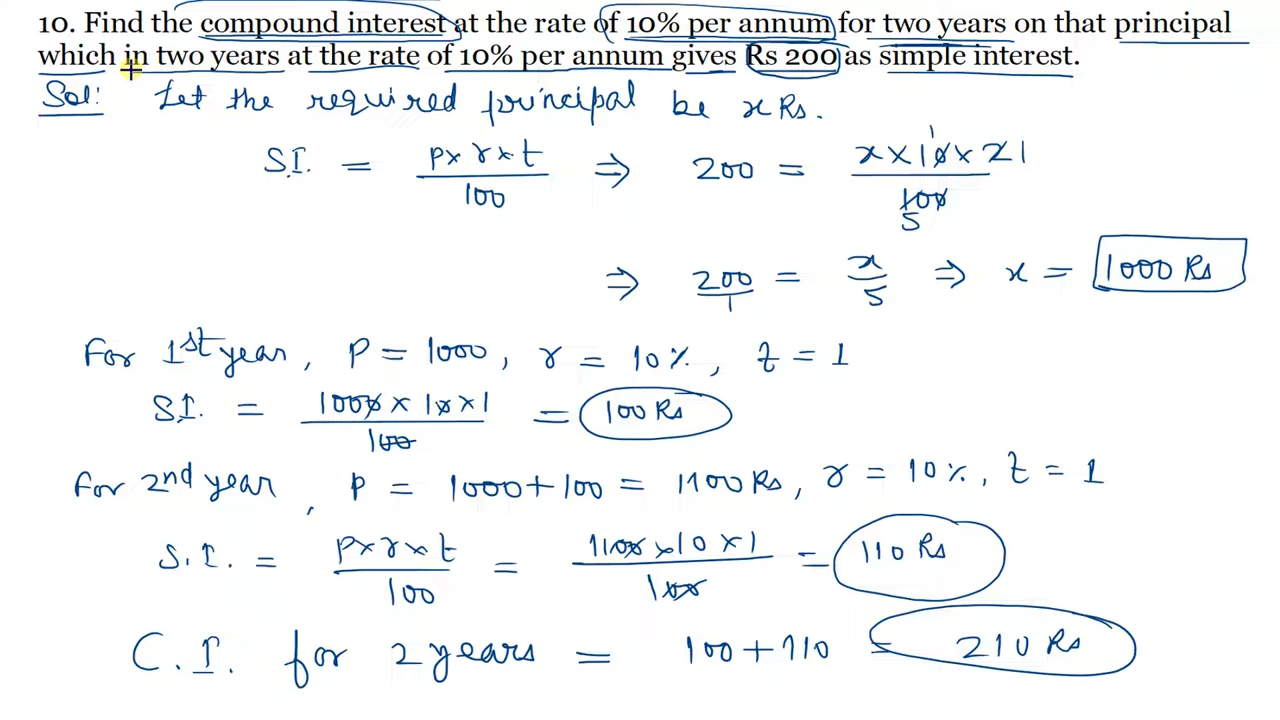 10. Find the compound interest at the rate of 10% per annum for two years on that principal
which in two years at the rate of 10% per annum gives Rs 200 as simple interest.
Sol: Let the required principal be x Rs.
S.I. = p× r× t / 100 ⇒ 200 = x × 10 × 2 1 / 100 5
⇒ 200 / 1 = x / 5 ⇒ x = 1000 Rs
For 1st year, P = 1000, r = 10%, t = 1
S.I. = 1000 × 10 × 1 / 100 = 100 Rs
For 2nd year, P = 1000+100 = 1100 Rs, r = 10%, t = 1
S.I. = p× r× t / 100 = 1100 × 10 × 1 / 100 = 110 Rs
C.I. for 2 years = 100 + 110 = 210 Rs